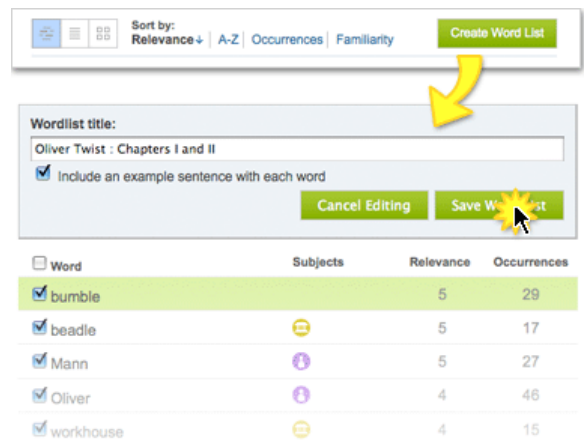 Sort by:
Relevance↓ A-Z Occurrences Familiarity
Create Word List
Wordlist title:
Oliver Twist : Chapters I and II
Include an example sentence with each word
Cancel Editing Save
Word Subjects Relevance Occurrences
bumble 5 29
beadle 5 17
Mann 5 27
Oliver 4 46
workhouse 4 15